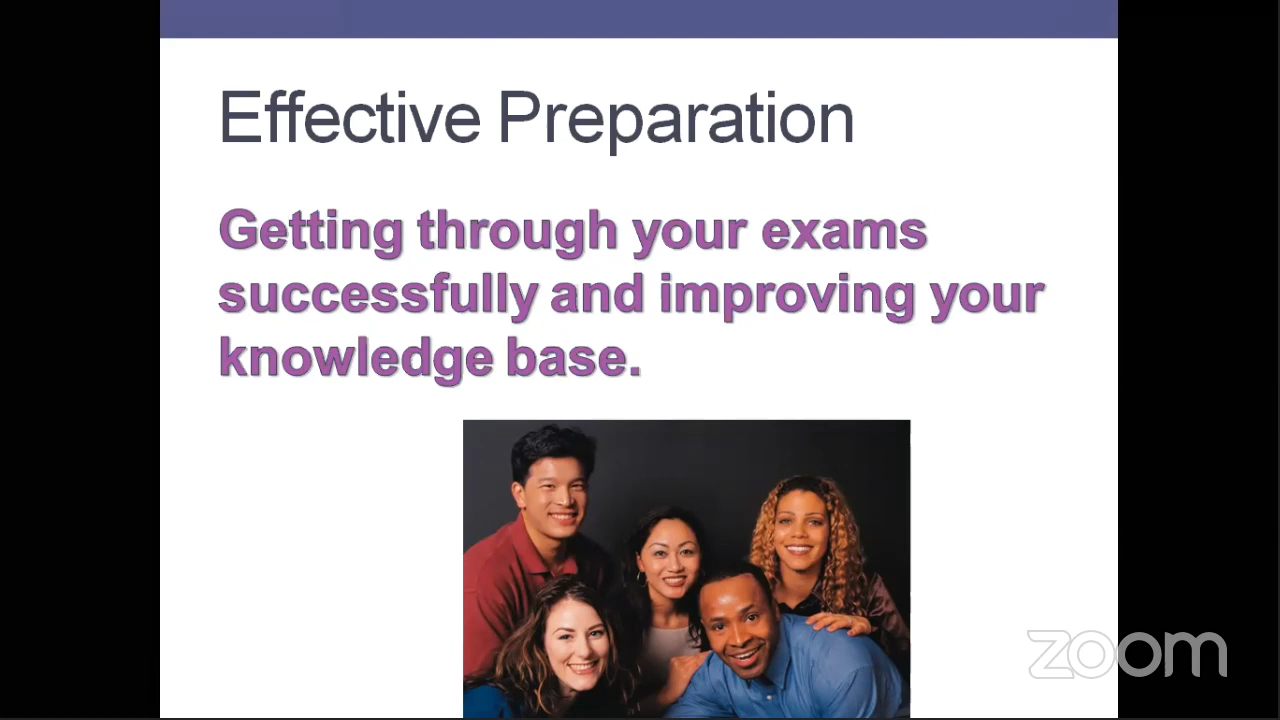 Effective Preparation
Getting through your exams
successfully and improving your
knowledge base.
zoom